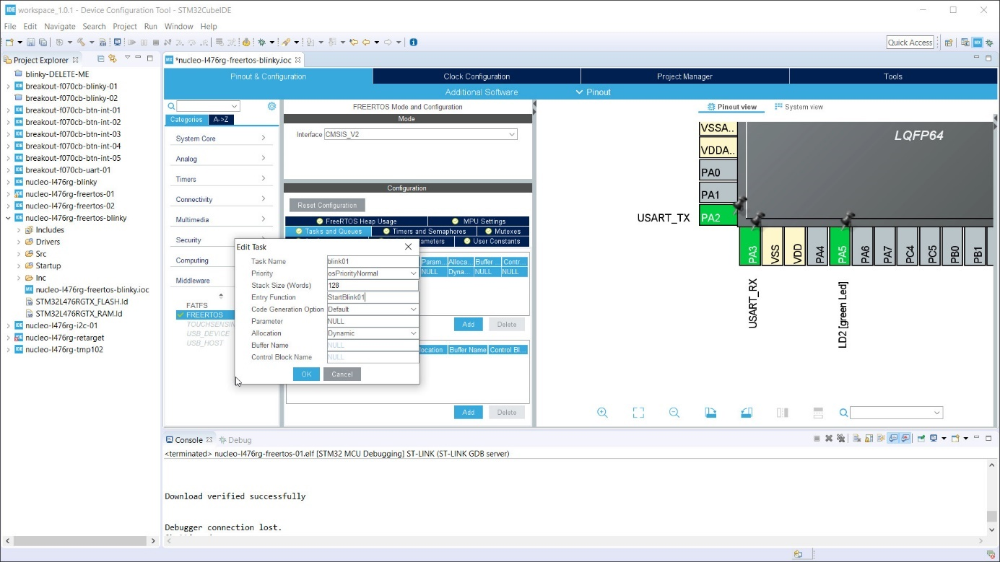 workspace_1.0.1 - Device Configuration Tool - STM32CubeIDE
File Edit Navigate Search Project Run Window Help
Quick Access
Project Explorer
blinky-DELETE-ME
breakout-f070cb-blinky-01
breakout-f070cb-blinky-02
breakout-f070cb-btn-int-01
breakout-f070cb-btn-int-02
breakout-f070cb-btn-int-03
breakout-f070cb-btn-int-04
breakout-f070cb-btn-int-05
breakout-f070cb-uart-01
nucleo-l476rg-blinky
nucleo-l476rg-freertos-01
nucleo-l476rg-freertos-02
nucleo-l476rg-freertos-blinky
Includes
Drivers
Src
Startup
Inc
nucleo-l476rg-freertos-blinky.ioc
STM32L476RGTX_FLASH.ld
STM32L476RGTX_RAM.ld
nucleo-l476rg-i2c-01
nucleo-l476rg-retarget
nucleo-l476rg-tmp102
*nucleo-l476rg-freertos-blinky.ioc
Pinout & Configuration
Clock Configuration
Project Manager
Tools
Additional Software
Pinout
Categories
A->Z
System Core
Analog
Timers
Connectivity
Multimedia
Security
Computing
Middleware
FATFS
FREERTOS
TOUCHSENSIN
USB_DEVICE
USB_HOST
FREERTOS Mode and Configuration
Mode
Interface CMSIS_V2
Configuration
Reset Configuration
FreeRTOS Heap Usage
MPU Settings
Tasks and Queues
Timers and Semaphores
Mutexes
ameters
User Constants
Param... Alloca... Buffer ... Contr...
NULL Dyna... NULL NULL
Add
Delete
ocation Buffer Name Control Bl...
Add
Delete
Edit Task
Task Name blink01
Priority osPriorityNormal
Stack Size (Words) 128
Entry Function StartBlink01
Code Generation Option Default
Parameter NULL
Allocation Dynamic
Buffer Name NULL
Control Block Name NULL
OK
Cancel
Pinout view
System view
LQFP64
VSSA..
VDDA..
PA0
PA1
USART_TX PA2
PA3
VSS
VDD
PA4
PA5
PA6
PA7
PC4
PC5
PB0
PB1
USART_RX
LD2 [green Led]
Console
Debug
<terminated> nucleo-l476rg-freertos-01.elf [STM32 MCU Debugging] ST-LINK (ST-LINK GDB server)
Download verified successfully
Debugger connection lost.